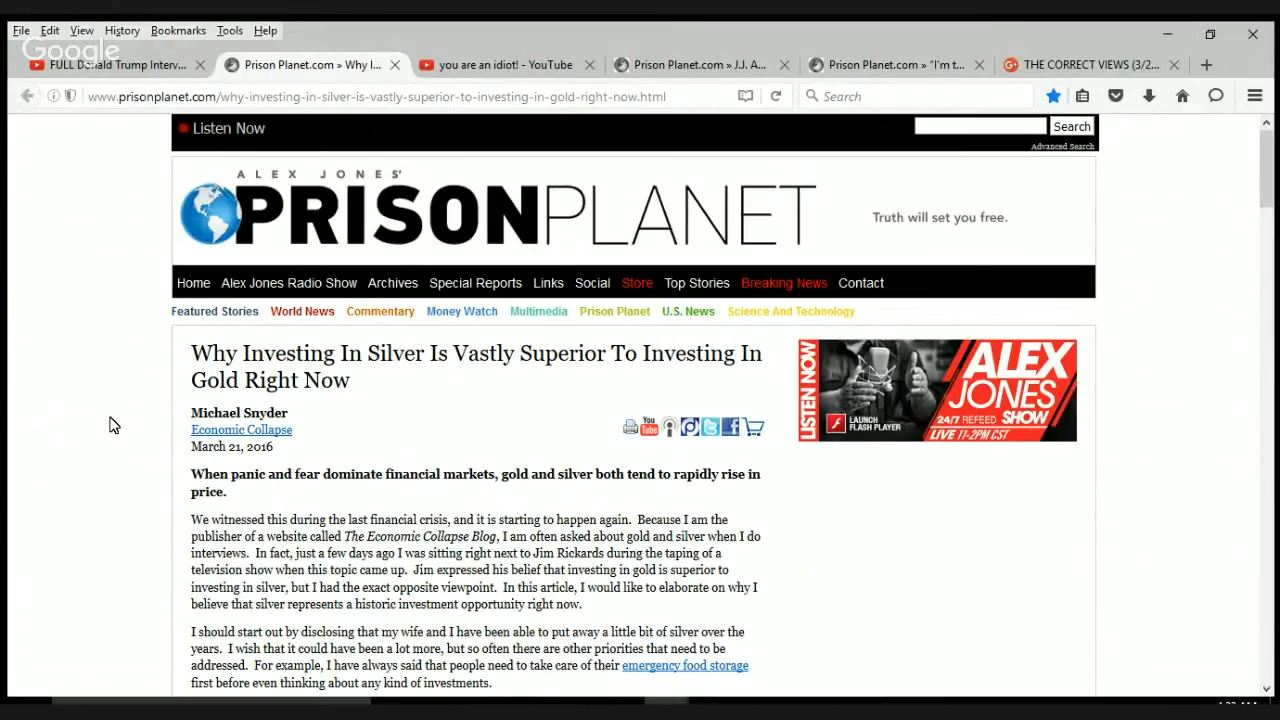 File Edit View History Bookmarks Tools Help
Google
FULL Donald Trump Interv...
Prison Planet.com » Why I...
you are an idiot! - YouTube
Prison Planet.com » J.J. A...
Prison Planet.com » "I'm t...
THE CORRECT VIEWS (3/2...
www.prisonplanet.com/why-investing-in-silver-is-vastly-superior-to-investing-in-gold-right-now.html
Search
Listen Now
Search
Advanced Search
ALEX JONES'
PRISONPLANET
Truth will set you free.
Home Alex Jones Radio Show Archives Special Reports Links Social Store Top Stories Breaking News Contact
Featured Stories World News Commentary Money Watch Multimedia Prison Planet U.S. News Science And Technology
Why Investing In Silver Is Vastly Superior To Investing In
Gold Right Now
Michael Snyder
Economic Collapse
March 21, 2016
You
Tube
When panic and fear dominate financial markets, gold and silver both tend to rapidly rise in
price.
We witnessed this during the last financial crisis, and it is starting to happen again. Because I am the
publisher of a website called The Economic Collapse Blog, I am often asked about gold and silver when I do
interviews. In fact, just a few days ago I was sitting right next to Jim Rickards during the taping of a
television show when this topic came up. Jim expressed his belief that investing in gold is superior to
investing in silver, but I had the exact opposite viewpoint. In this article, I would like to elaborate on why I
believe that silver represents a historic investment opportunity right now.
I should start out by disclosing that my wife and I have been able to put away a little bit of silver over the
years. I wish that it could have been a lot more, but so often there are other priorities that need to be
addressed. For example, I have always said that people need to take care of their emergency food storage
first before even thinking about any kind of investments.
LISTEN NOW
ALEX
JONES
SHOW
24/7 REFEED
LIVE 11-2PM CST
LAUNCH
FLASH PLAYER